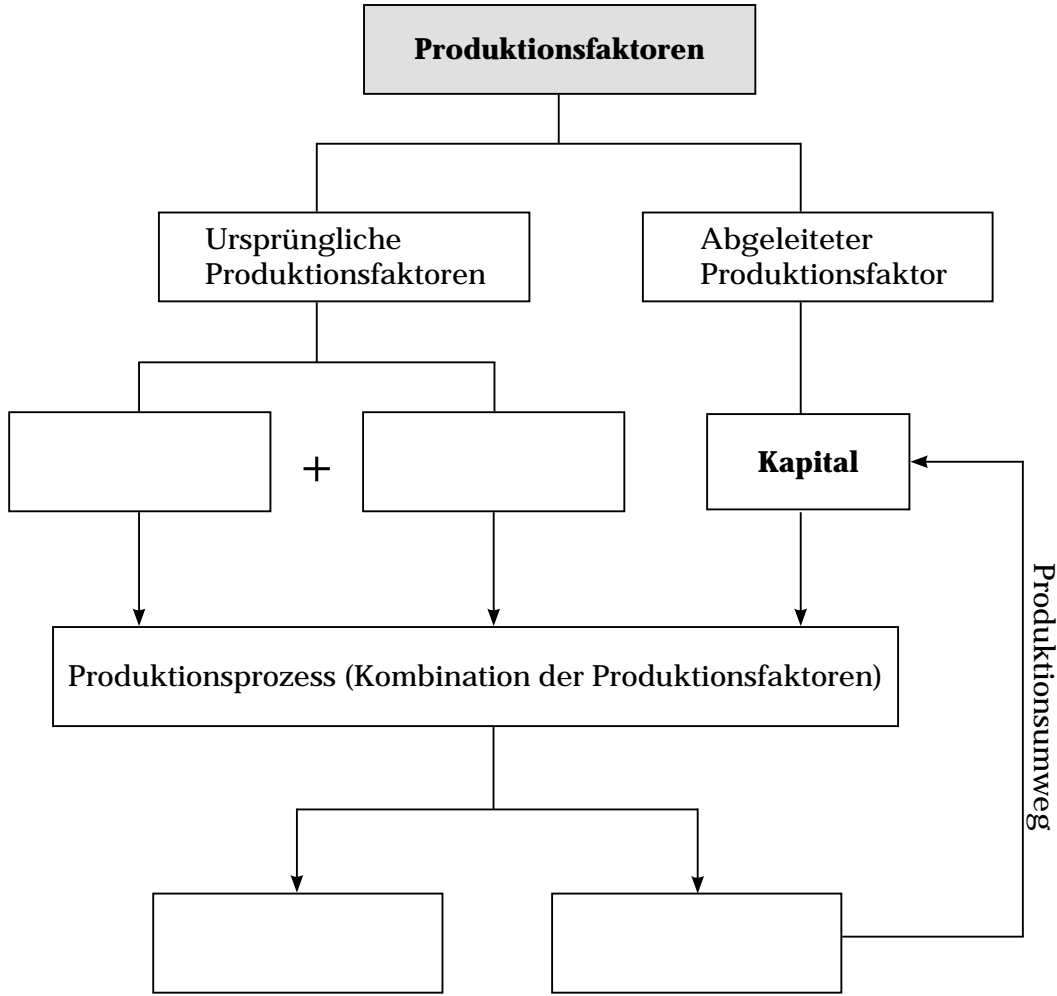 Produktionsfaktoren
Ursprüngliche
Produktionsfaktoren
Abgeleiteter
Produktionsfaktor
+
Kapital
Produktionsumweg
Produktionsprozess (Kombination der Produktionsfaktoren)